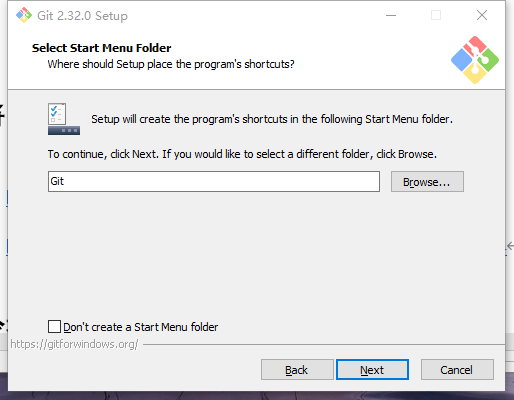 Git 2.32.0 Setup
Select Start Menu Folder
Where should Setup place the program's shortcuts?
Setup will create the program's shortcuts in the following Start Menu folder.
To continue, click Next. If you would like to select a different folder, click Browse.
Git
Browse...
Don't create a Start Menu folder
https://gitforwindows.org/
Back
Next
Cancel